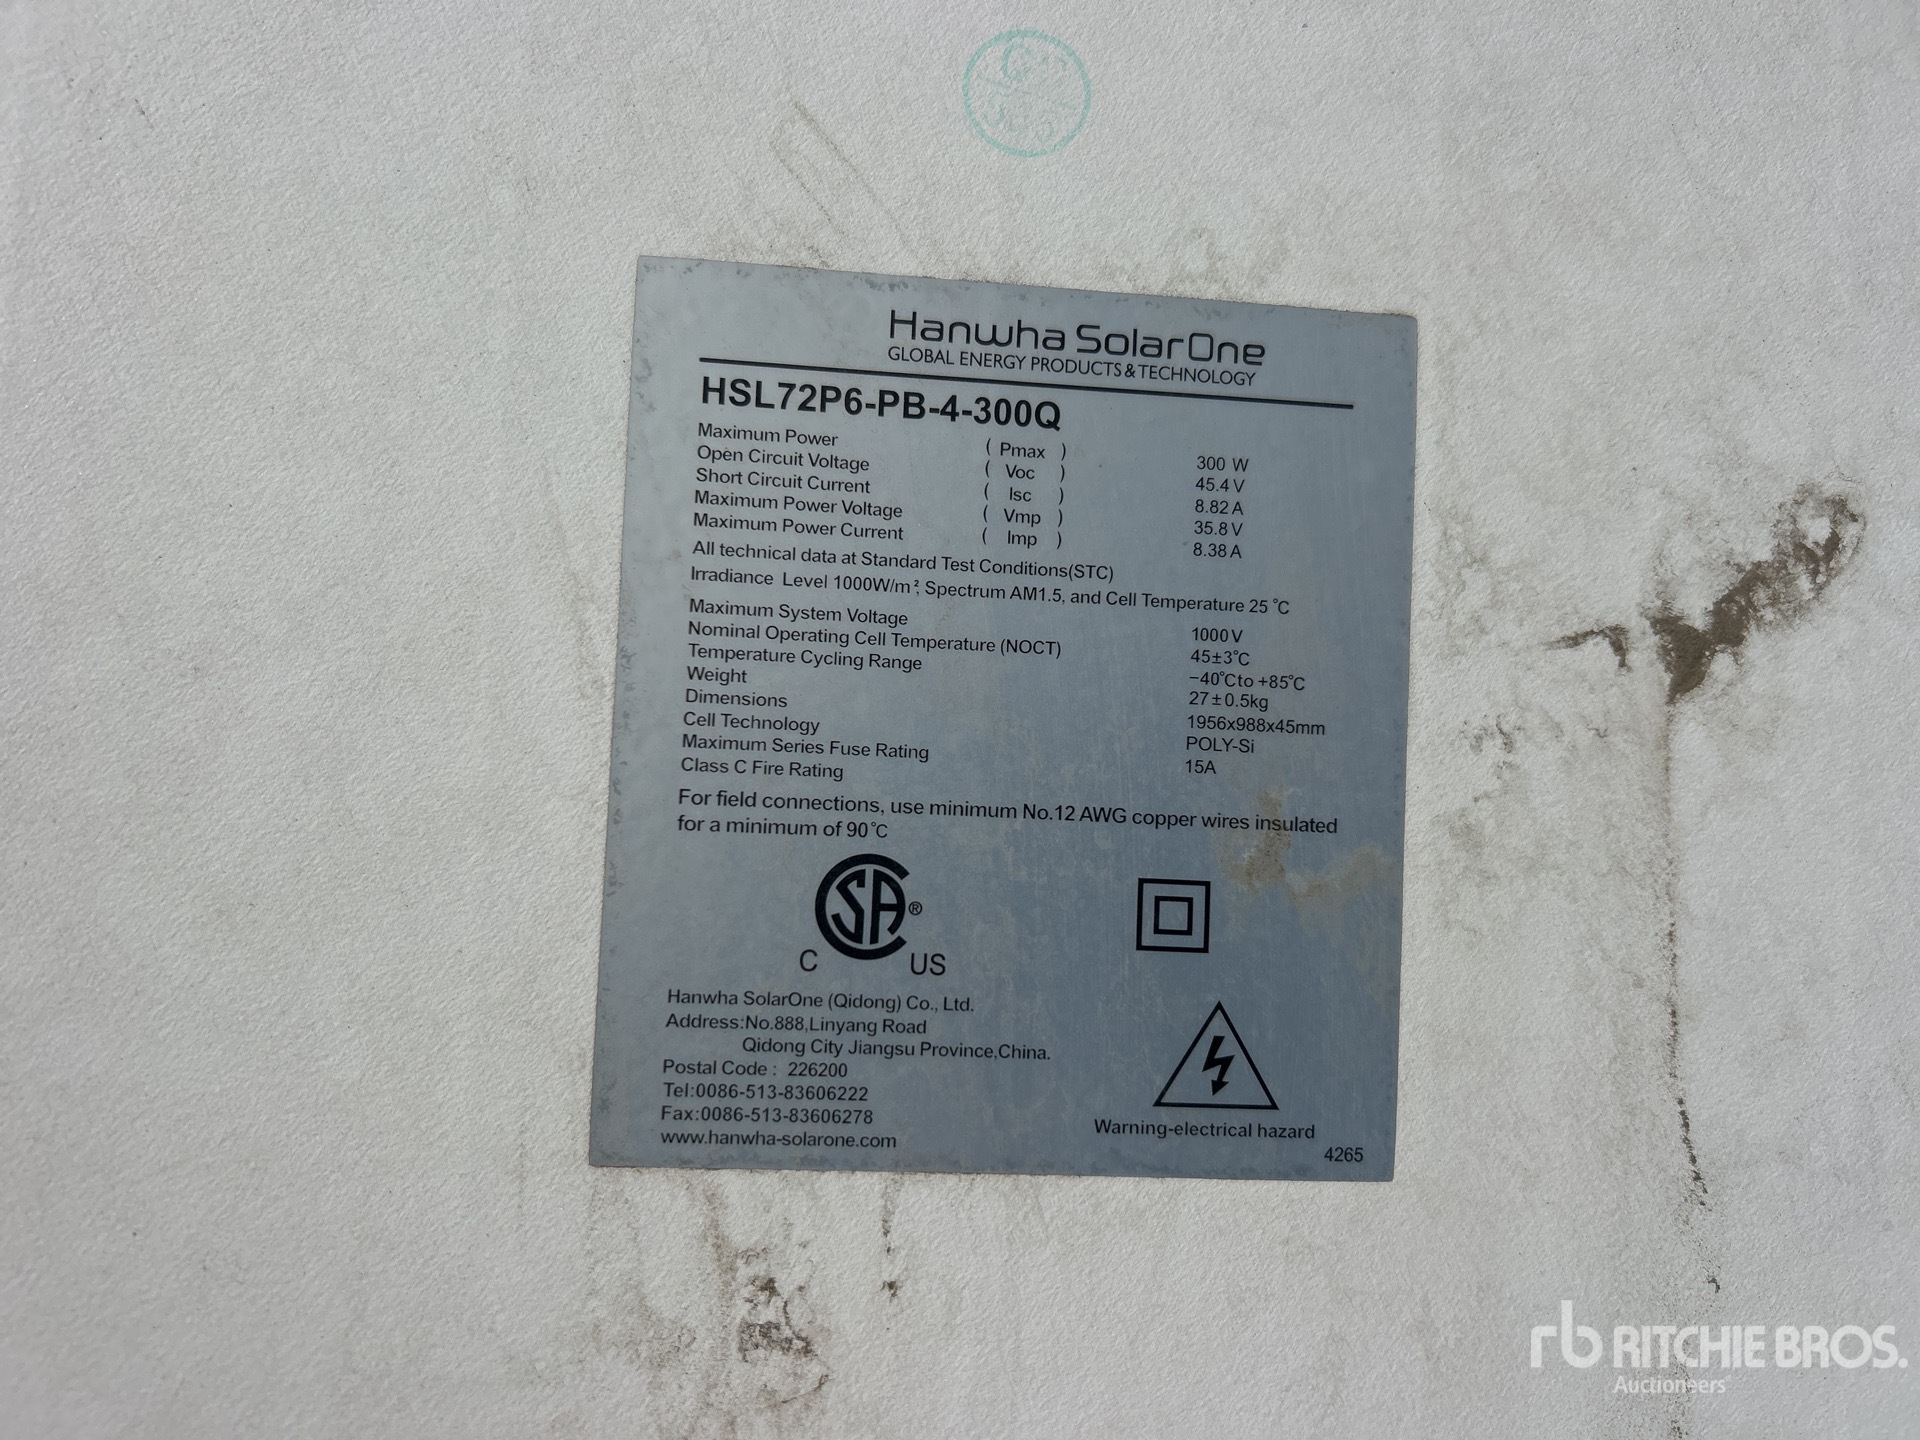 Hanwha SolarOne
GLOBAL ENERGY PRODUCTS & TECHNOLOGY
HSL72P6-PB-4-300Q
Maximum Power ( Pmax ) 300 W
Open Circuit Voltage ( Voc ) 45.4 V
Short Circuit Current ( Isc ) 8.82 A
Maximum Power Voltage ( Vmp ) 35.8 V
Maximum Power Current ( Imp ) 8.38 A
All technical data at Standard Test Conditions(STC)
Irradiance Level 1000W/m², Spectrum AM1.5, and Cell Temperature 25 °C
Maximum System Voltage 1000V
Nominal Operating Cell Temperature (NOCT) 45±3°C
Temperature Cycling Range −40°C to +85°C
Weight 27±0.5kg
Dimensions 1956x988x45mm
Cell Technology POLY-Si
Maximum Series Fuse Rating 15A
Class C Fire Rating
For field connections, use minimum No.12 AWG copper wires insulated
for a minimum of 90°C
CSA®
C US
Hanwha SolarOne (Qidong) Co., Ltd.
Address:No.888,Linyang Road
Qidong City Jiangsu Province,China.
Postal Code : 226200
Tel:0086-513-83606222
Fax:0086-513-83606278
www.hanwha-solarone.com
Warning-electrical hazard
4265
rb RITCHIE BROS.
Auctioneers